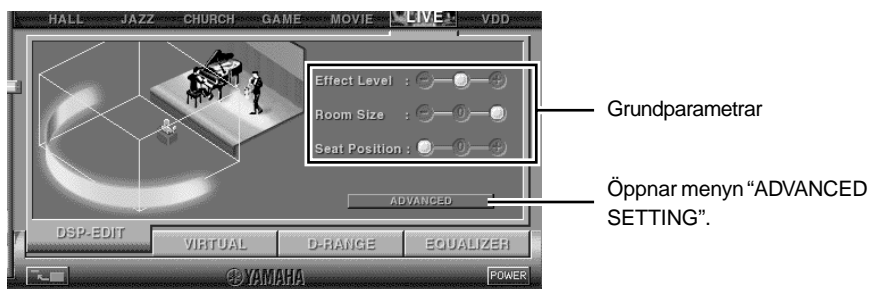 HALL JAZZ CHURCH GAME MOVIE LIVE VDD
Effect Level : − +
Room Size : − 0
Seat Position : 0 +
ADVANCED
DSP-EDIT VIRTUAL D-RANGE EQUALIZER
YAMAHA POWER
Grundparametrar
Öppnar menyn “ADVANCED
SETTING”.